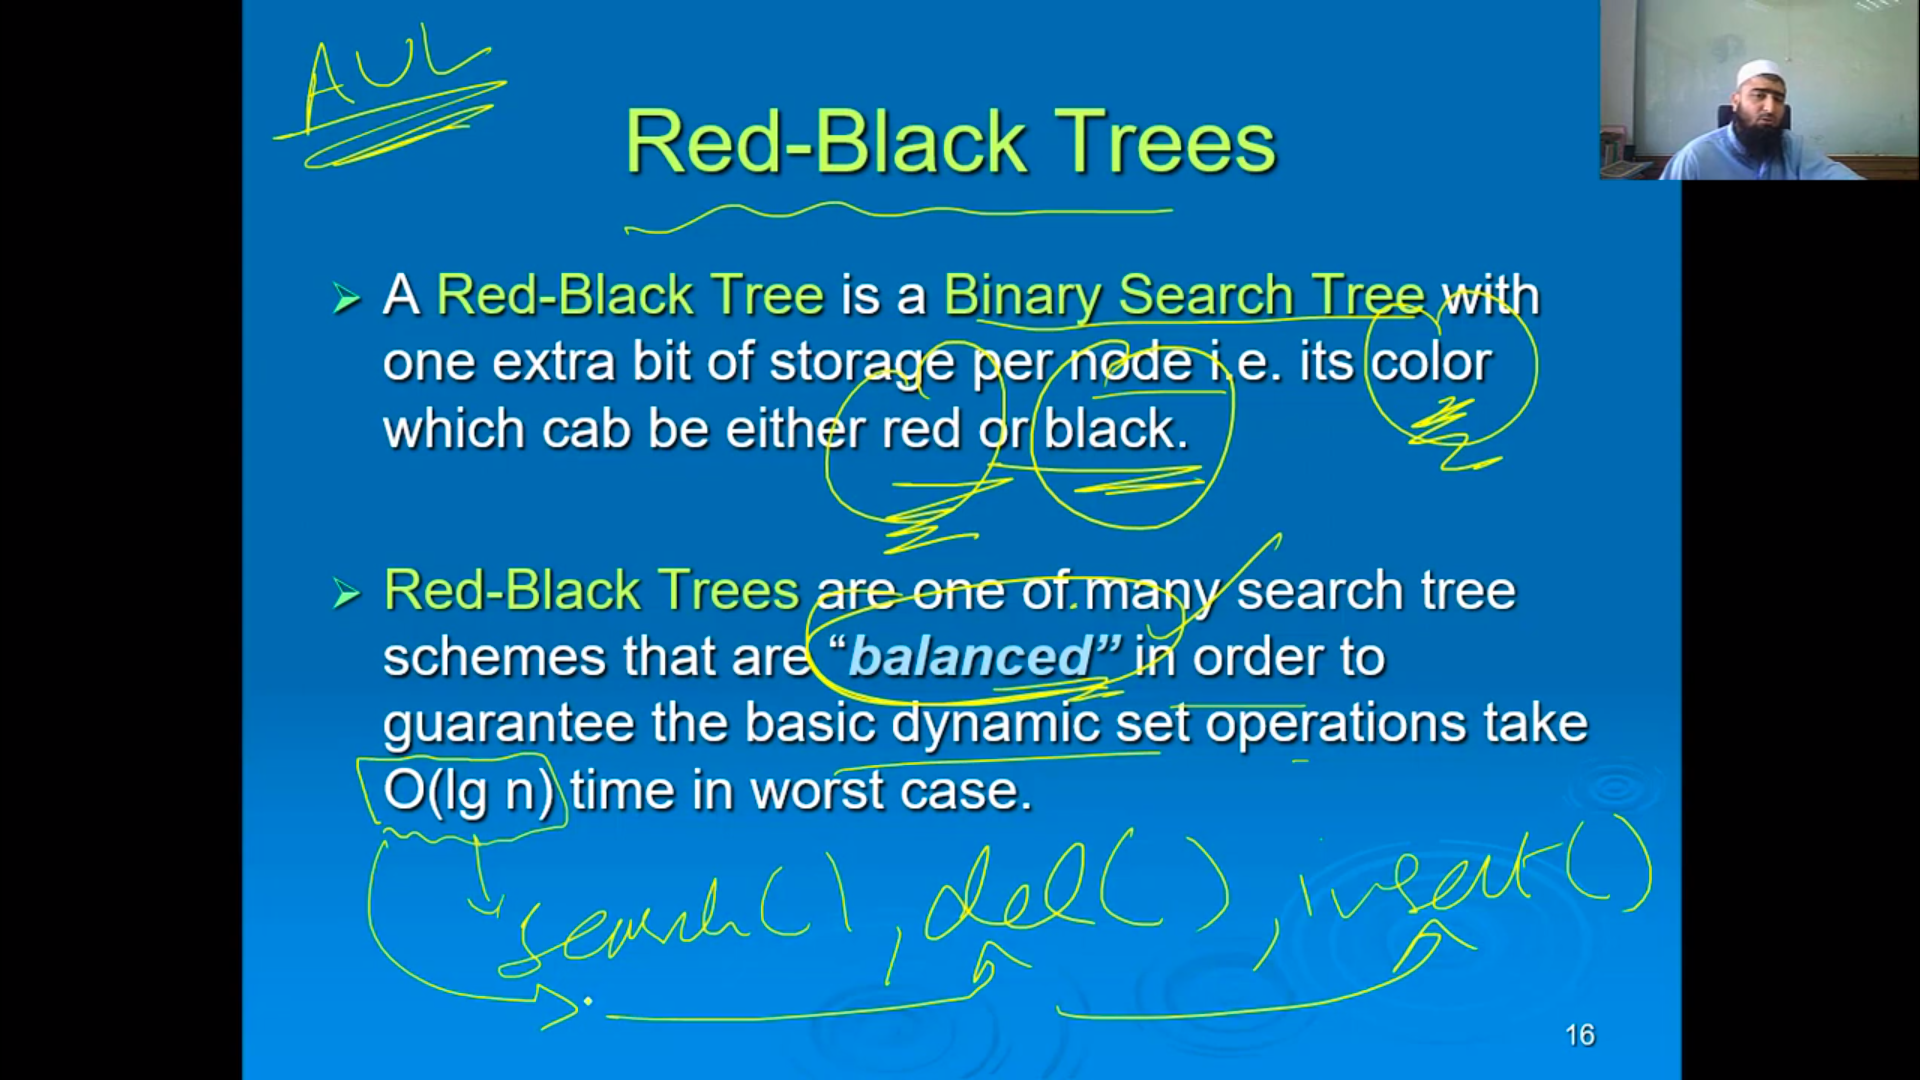 AUL
Red-Black Trees
A Red-Black Tree is a Binary Search Tree with
one extra bit of storage per node i.e. its color
which cab be either red or black.
Red-Black Trees are one of many search tree
schemes that are “balanced” in order to
guarantee the basic dynamic set operations take
O(lg n) time in worst case.
search(), del(), insert()
16